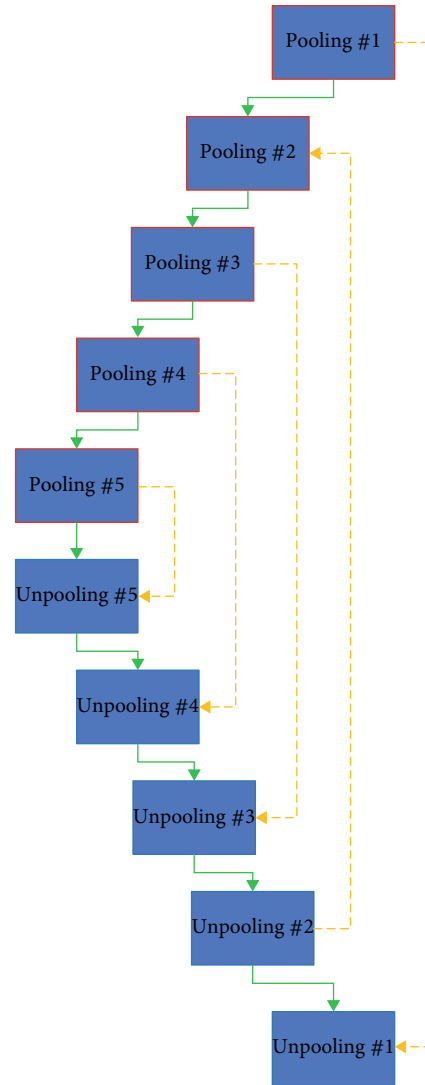 Pooling #1
Pooling #2
Pooling #3
Pooling #4
Pooling #5
Unpooling #5
Unpooling #4
Unpooling #3
Unpooling #2
Unpooling #1